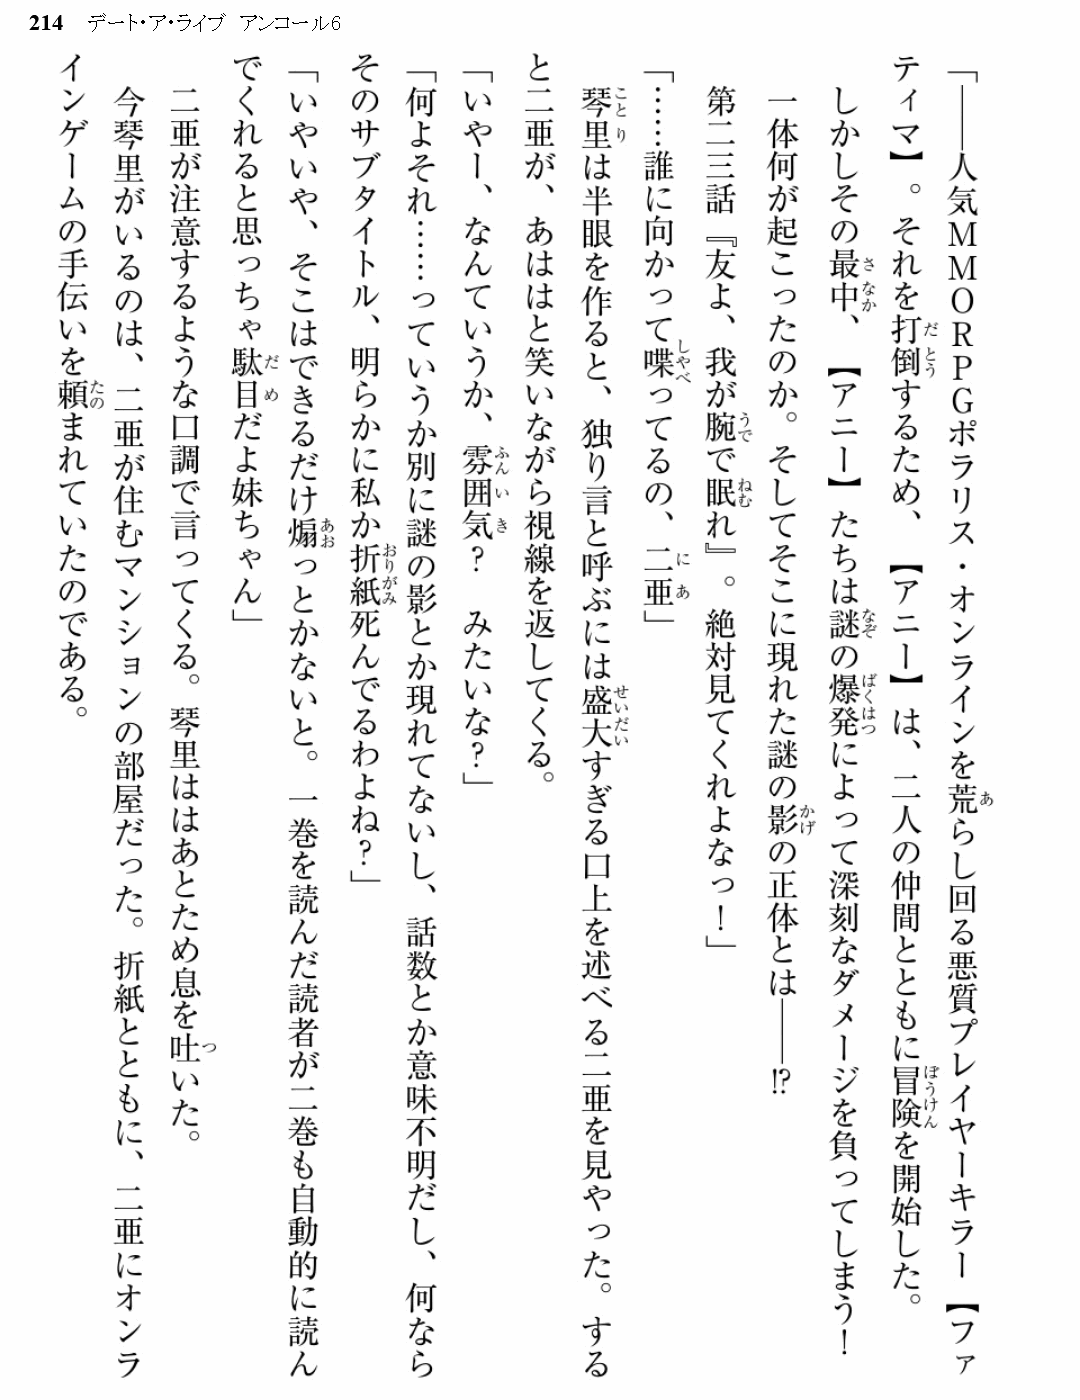 214 デート・ア・ライブ アンコール6
「――人気ＭＭＯＲＰＧポラリス・オンラインを荒らし回る悪質プレイヤーキラー【ファ
ティマ】。それを打倒するため、【アニー】は、二人の仲間とともに冒険を開始した。
しかしその最中、【アニー】たちは謎の爆発によって深刻なダメージを負ってしまう！
一体何が起こったのか。そしてそこに現れた謎の影の正体とは――!?
第二三話『友よ、我が腕で眠れ』。絶対見てくれよなっ！」
「……誰に向かって喋ってるの、二亜」
琴里は半眼を作ると、独り言と呼ぶには盛大すぎる口上を述べる二亜を見やった。する
と二亜が、あははと笑いながら視線を返してくる。
「いやー、なんていうか、雰囲気？　みたいな？」
「何よそれ……っていうか別に謎の影とか現れてないし、話数とか意味不明だし、何なら
そのサブタイトル、明らかに私か折紙死んでるわよね？」
「いやいや、そこはできるだけ煽っとかないと。一巻を読んだ読者が二巻も自動的に読ん
でくれると思っちゃ駄目だよ妹ちゃん」
二亜が注意するような口調で言ってくる。琴里ははあとため息を吐いた。
今琴里がいるのは、二亜が住むマンションの部屋だった。折紙とともに、二亜にオンラ
インゲームの手伝いを頼まれていたのである。